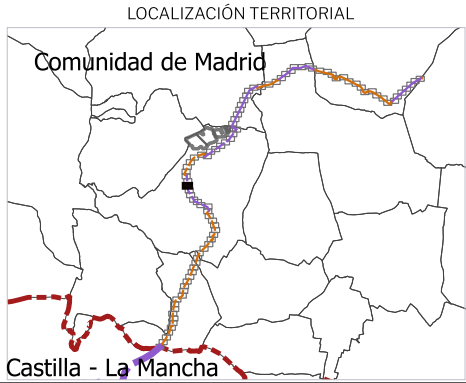 LOCALIZACIÓN TERRITORIAL
Comunidad de Madrid
Castilla - La Mancha